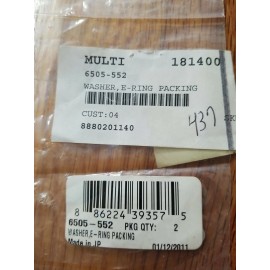 MULTI 181400
6505-552
WASHER,E-RING PACKING
CUST:04
8880201140
437
8 86224 39357 5
6505-552 PKG QTY: 2
WASHER,E-RING PACKING
Made in JP 01/12/2011